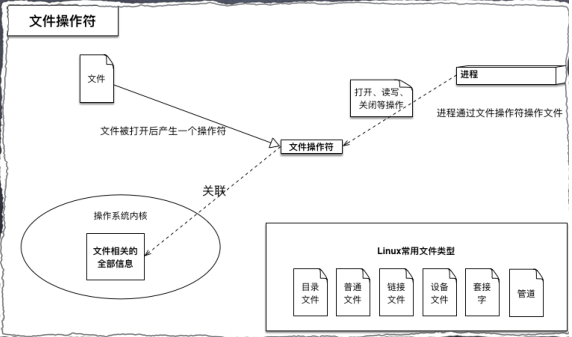 文件操作符
文件
进程
打开、读写、
关闭等操作
进程通过文件操作符操作文件
文件被打开后产生一个操作符
文件操作符
关联
操作系统内核
文件相关的
全部信息
Linux常用文件类型
目录
文件
普通
文件
链接
文件
设备
文件
套接
字
管道